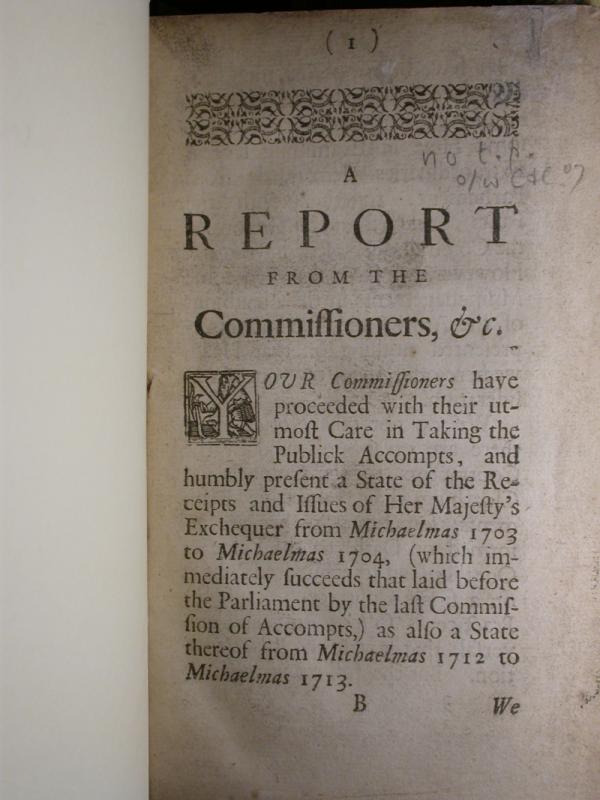 ( 1 )
no t.p.
A
REPORT
FROM THE
Commiſſioners, &c.
YOUR Commiſſioners have
proceeded with their ut-
moſt Care in Taking the
Publick Accompts, and
humbly preſent a State of the Re-
ceipts and Iſſues of Her Majeſty's
Exchequer from Michaelmas 1703
to Michaelmas 1704, (which im-
mediately ſucceeds that laid before
the Parliament by the laſt Commiſ-
ſion of Accompts,) as alſo a State
thereof from Michaelmas 1712 to
Michaelmas 1713.
B We